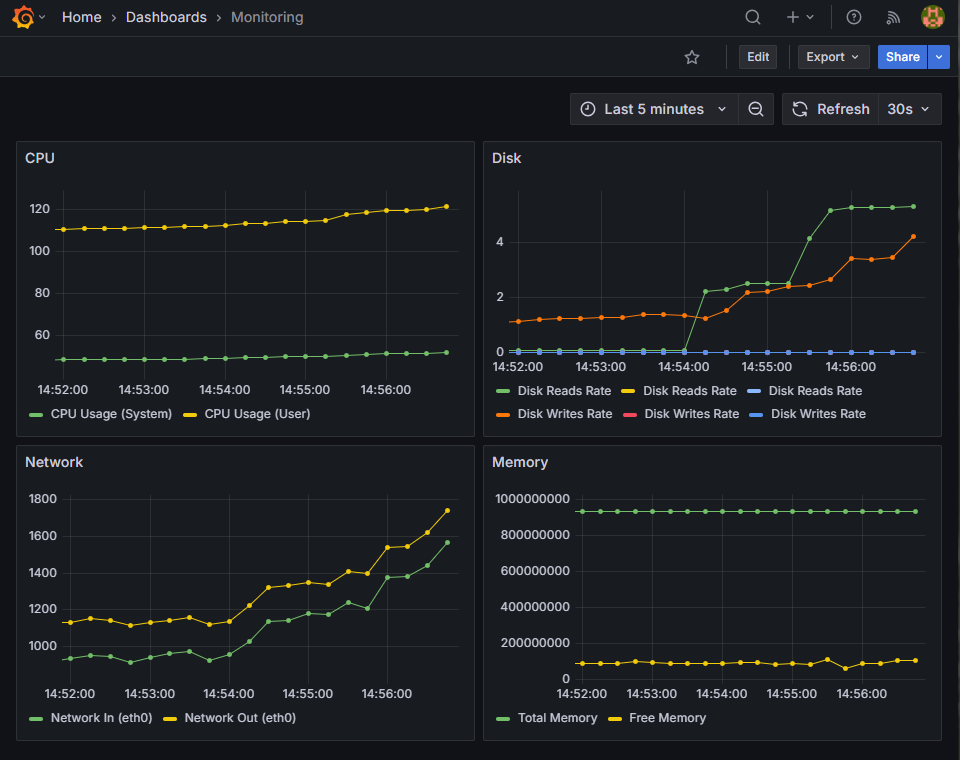 Home › Dashboards › Monitoring
Edit Export Share
Last 5 minutes Refresh 30s
CPU
120
100
80
60
14:52:00 14:53:00 14:54:00 14:55:00 14:56:00
CPU Usage (System) CPU Usage (User)
Disk
4
2
0
14:52:00 14:53:00 14:54:00 14:55:00 14:56:00
Disk Reads Rate Disk Reads Rate Disk Reads Rate
Disk Writes Rate Disk Writes Rate Disk Writes Rate
Network
1800
1600
1400
1200
1000
14:52:00 14:53:00 14:54:00 14:55:00 14:56:00
Network In (eth0) Network Out (eth0)
Memory
1000000000
800000000
600000000
400000000
200000000
0
14:52:00 14:53:00 14:54:00 14:55:00 14:56:00
Total Memory Free Memory